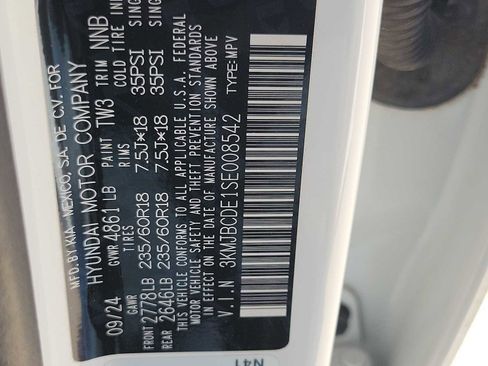 MFD BY KIA MEXICO, S.A. DE C.V. FOR
HYUNDAI MOTOR COMPANY
09/24 GVWR 4861 LB PAINT TW3 TRIM NNB
GAWR TIRES RIMS COLD TIRE
FRONT 2778LB 235/60R18 7.5J×18 35PSI SING
REAR 2646LB 235/60R18 7.5J×18 35PSI SING
THIS VEHICLE CONFORMS TO ALL APPLICABLE U.S.A. FEDERAL
MOTOR VEHICLE SAFETY AND THEFT PREVENTION STANDARDS
IN EFFECT ON THE DATE OF MANUFACTURE SHOWN ABOVE
V.I.N 3KMJBCDE1SE008542 TYPE:MPV
N41